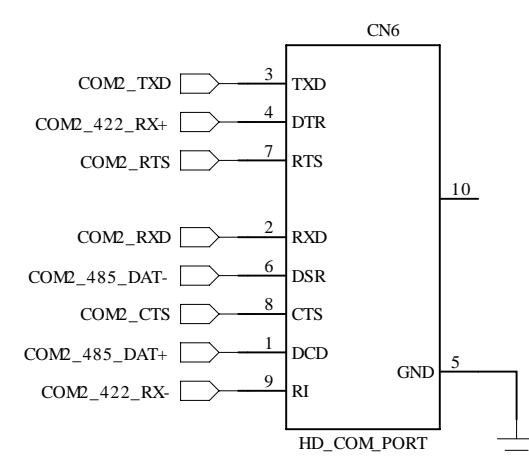 CN6
COM2_TXD 3 TXD
COM2_422_RX+ 4 DTR
COM2_RTS 7 RTS
10
COM2_RXD 2 RXD
COM2_485_DAT- 6 DSR
COM2_CTS 8 CTS
COM2_485_DAT+ 1 DCD
GND 5
COM2_422_RX- 9 RI
HD_COM_PORT